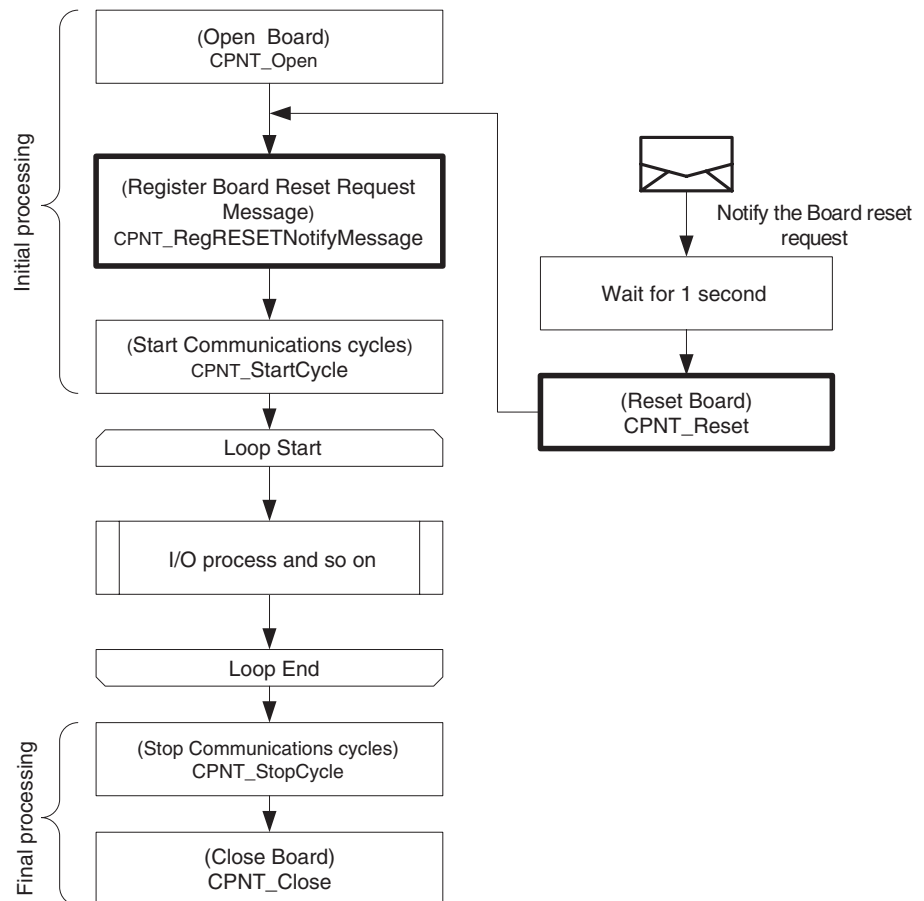 (Open Board)
CPNT_Open
Initial processing
(Register Board Reset Request
Message)
CPNT_RegRESETNotifyMessage
(Start Communications cycles)
CPNT_StartCycle
Notify the Board reset
request
Wait for 1 second
(Reset Board)
CPNT_Reset
Loop Start
I/O process and so on
Loop End
Final processing
(Stop Communications cycles)
CPNT_StopCycle
(Close Board)
CPNT_Close